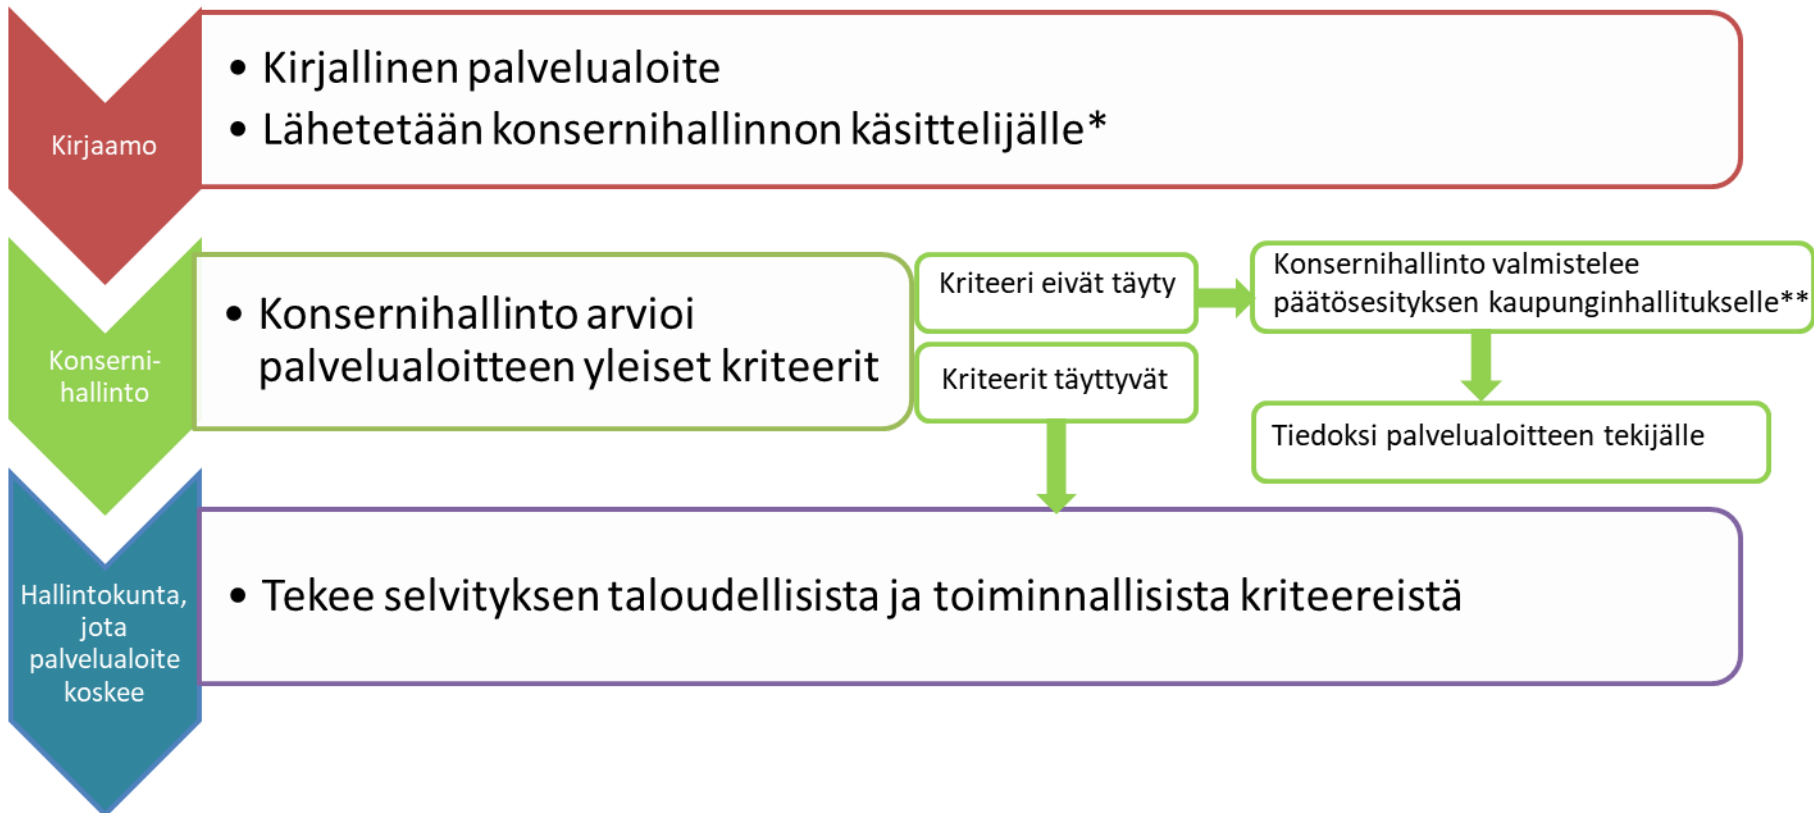 Kirjaamo
• Kirjallinen palvelualoite
• Lähetetään konsernihallinnon käsittelijälle*
Konserni-
hallinto
• Konsernihallinto arvioi
palvelualoitteen yleiset kriteerit
Kriteeri eivät täyty
Konsernihallinto valmistelee
päätösesityksen kaupunginhallitukselle**
Kriteerit täyttyvät
Tiedoksi palvelualoitteen tekijälle
Hallintokunta,
jota
palvelualoite
koskee
• Tekee selvityksen taloudellisista ja toiminnallisista kriteereistä